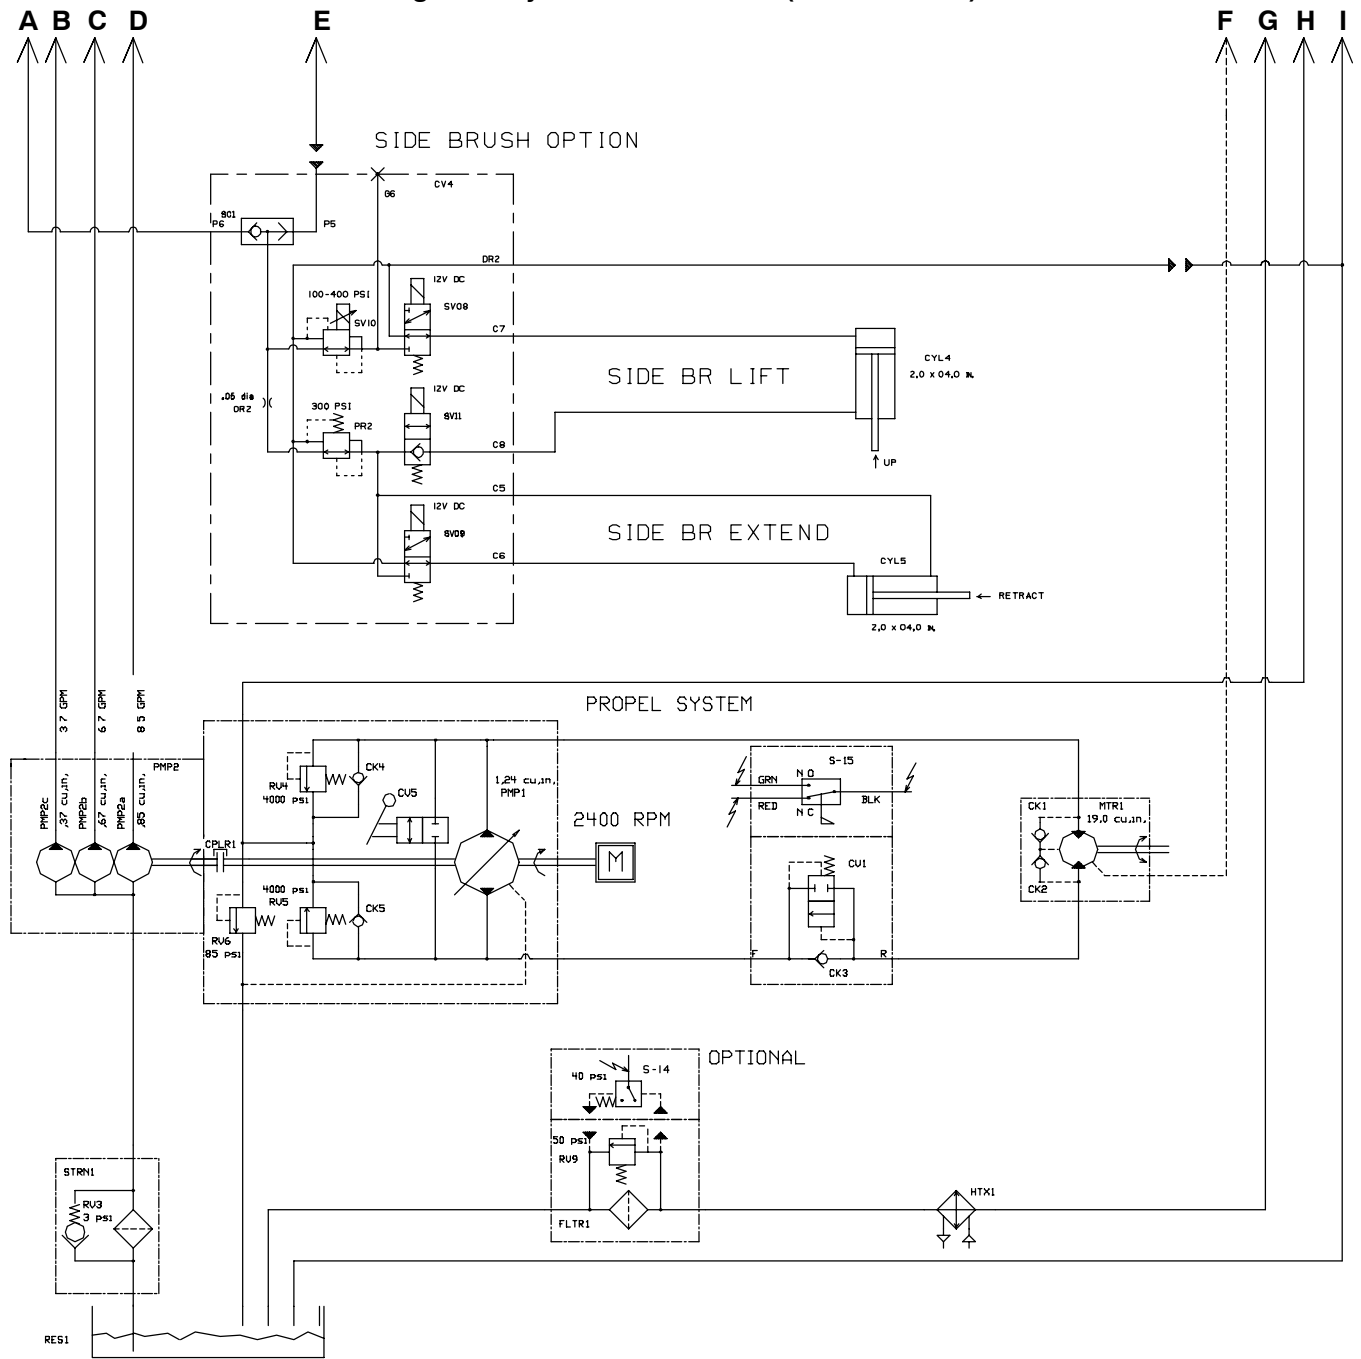 A B C D E F G H I
SIDE BRUSH OPTION
CV4
G6
SC1
P6
P5
DR2
12V DC
100-400 PSI
SV08
SV10
C7
CYL4
SIDE BR LIFT
2.0 x 04.0 IN.
12V DC
.06 dia
OR2
300 PSI
SV11
PR2
C8
UP
C5
12V DC
SV09
SIDE BR EXTEND
C6
CYL5
RETRACT
2.0 x 04.0 IN.
3 7 GPM
6 7 GPM
8 5 GPM
PROPEL SYSTEM
PMP2
S-15
CK4
N O
GRN
RV4
4000 PSI
1.24 cu.in.
PMP1
RED
BLK
CV5
N C
CK1
MTR1
19.0 cu.in.
PMP2c
.37 cu.in.
PMP2b
.67 cu.in.
PMP2a
.85 cu.in.
2400 RPM
CPLR1
M
CV1
4000 PSI
RV5
CK2
CK5
RV6
85 PSI
F
R
CK3
OPTIONAL
40 PSI
S-14
50 PSI
RV9
STRN1
HTX1
RV3
3 PSI
FLTR1
RES1